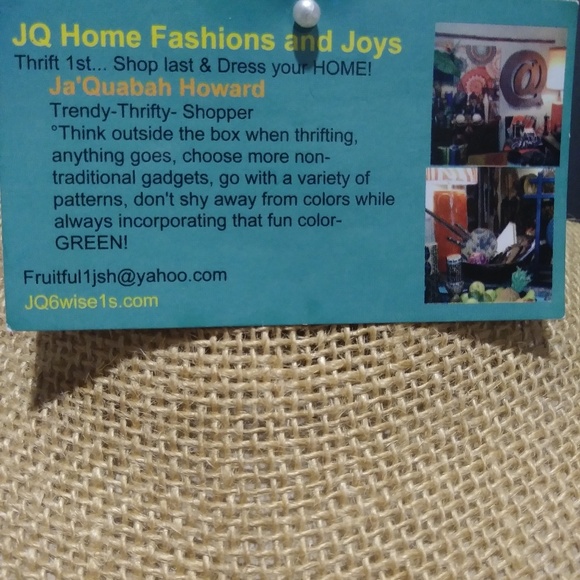 JQ Home Fashions and Joys
Thrift 1st... Shop last & Dress your HOME!
Ja'Quabah Howard
Trendy-Thrifty- Shopper
°Think outside the box when thrifting,
anything goes, choose more non-
traditional gadgets, go with a variety of
patterns, don't shy away from colors while
always incorporating that fun color-
GREEN!
Fruitful1jsh@yahoo.com
JQ6wise1s.com
@